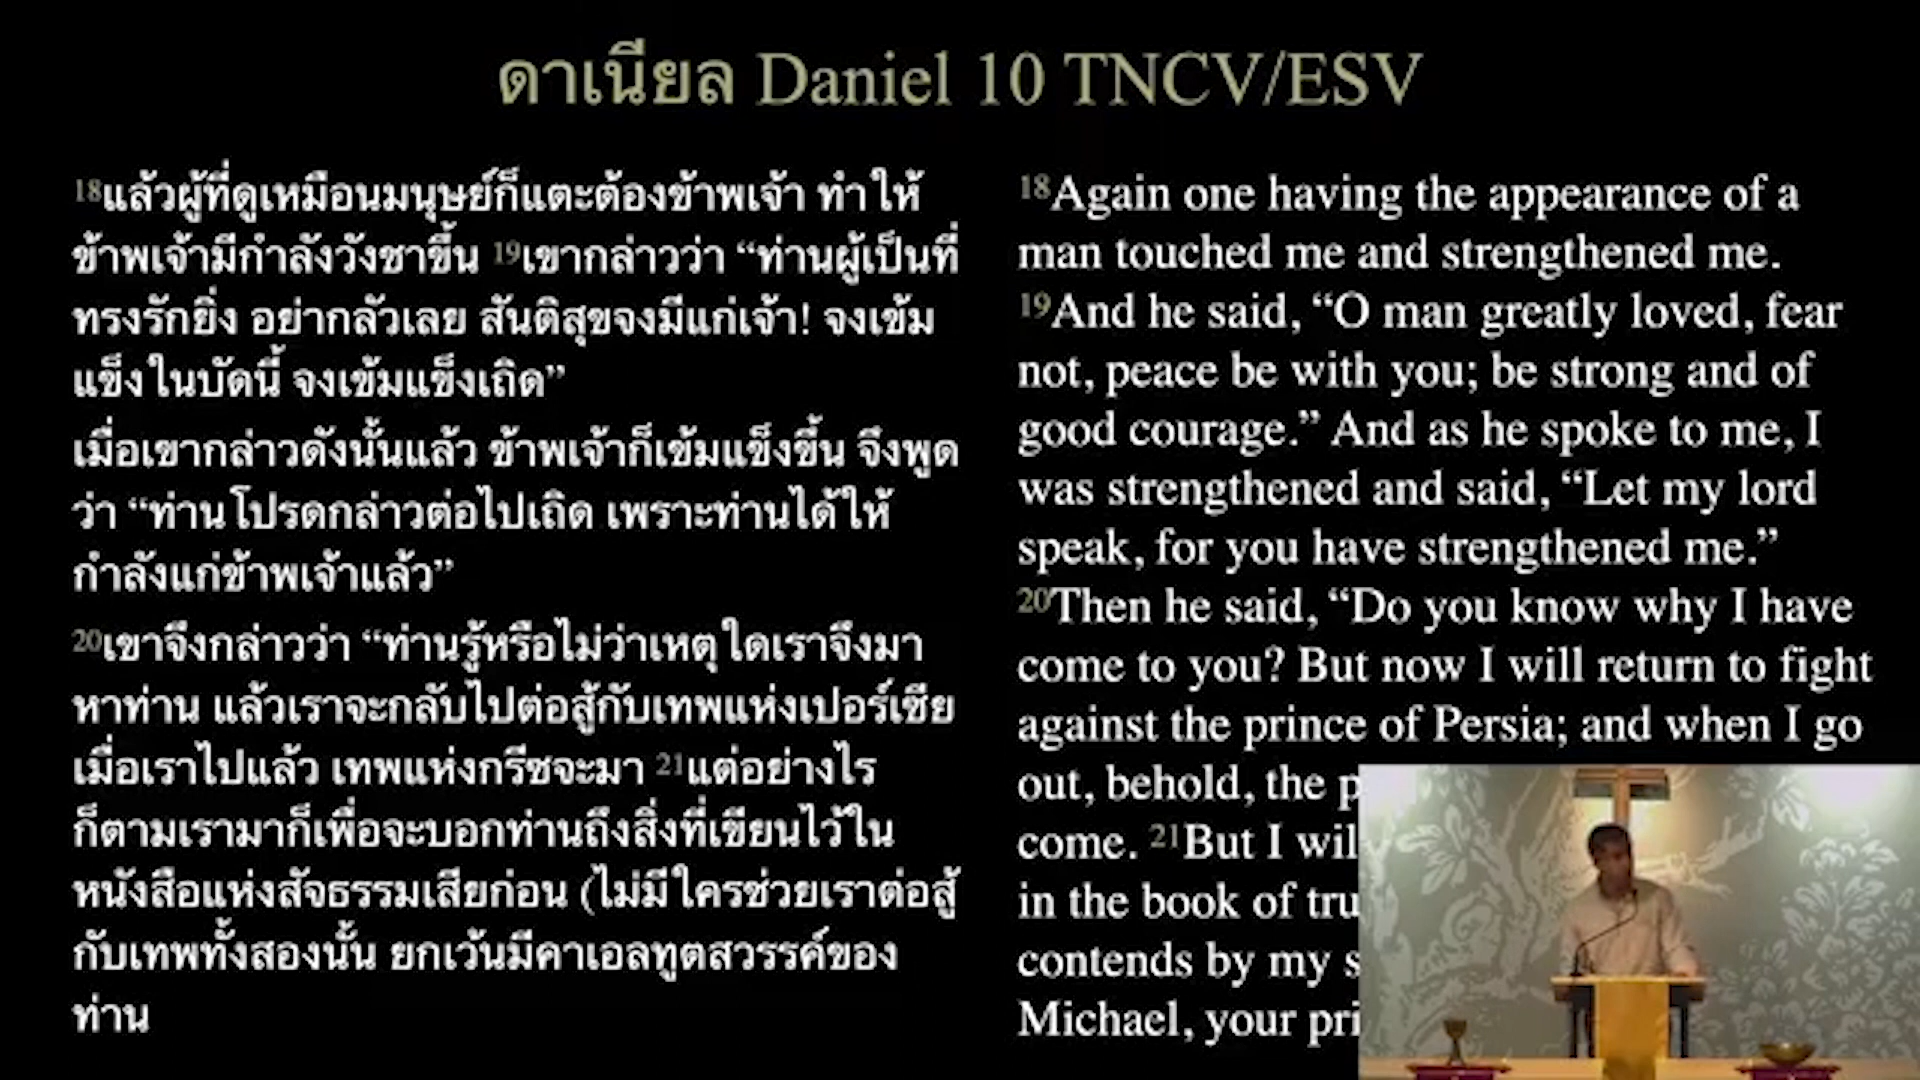 ดาเนียล Daniel 10 TNCV/ESV
18แล้วผู้ที่ดูเหมือนมนุษย์ก็แตะต้องข้าพเจ้า ทำให้
ข้าพเจ้ามีกำลังวังชาขึ้น 19เขากล่าวว่า “ท่านผู้เป็นที่
ทรงรักยิ่ง อย่ากลัวเลย สันติสุขจงมีแก่เจ้า! จงเข้ม
แข็งในบัดนี้ จงเข้มแข็งเถิด”
เมื่อเขากล่าวดังนั้นแล้ว ข้าพเจ้าก็เข้มแข็งขึ้น จึงพูด
ว่า “ท่านโปรดกล่าวต่อไปเถิด เพราะท่านได้ให้
กำลังแก่ข้าพเจ้าแล้ว”
20เขาจึงกล่าวว่า “ท่านรู้หรือไม่ว่าเหตุใดเราจึงมา
หาท่าน แล้วเราจะกลับไปต่อสู้กับเทพแห่งเปอร์เซีย
เมื่อเราไปแล้ว เทพแห่งกรีซจะมา 21แต่อย่างไร
ก็ตามเรามาก็เพื่อจะบอกท่านถึงสิ่งที่เขียนไว้ใน
หนังสือแห่งสัจธรรมเสียก่อน (ไม่มีใครช่วยเราต่อสู้
กับเทพทั้งสองนั้น ยกเว้นมีคาเอลทูตสวรรค์ของ
ท่าน
18Again one having the appearance of a
man touched me and strengthened me.
19And he said, “O man greatly loved, fear
not, peace be with you; be strong and of
good courage.” And as he spoke to me, I
was strengthened and said, “Let my lord
speak, for you have strengthened me.”
20Then he said, “Do you know why I have
come to you? But now I will return to fight
against the prince of Persia; and when I go
out, behold, the
come. 21But I
in the book of
contends by my
Michael, your